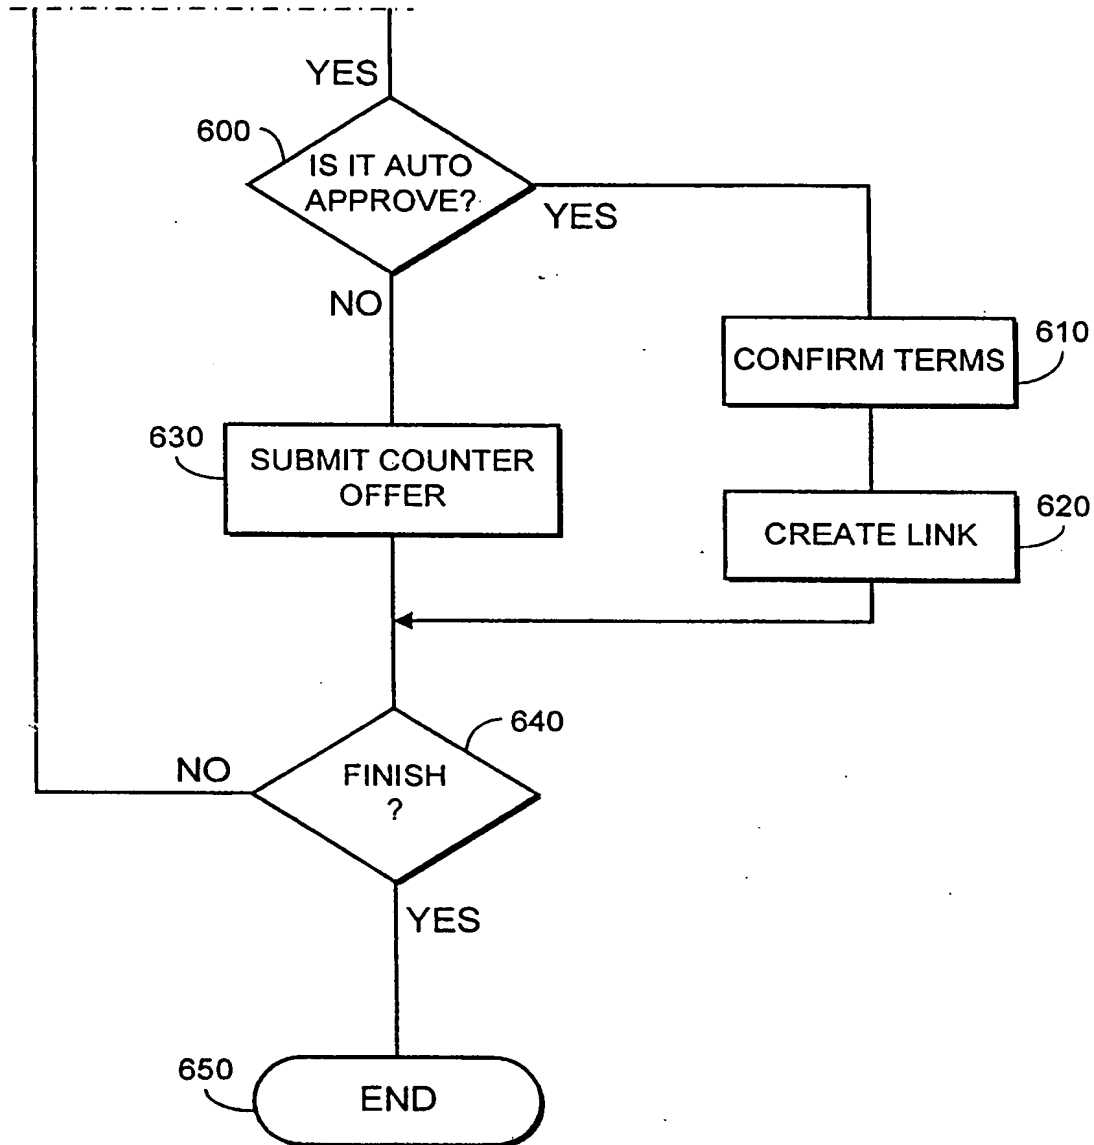 YES
600
IS IT AUTO
APPROVE?
YES
NO
610
CONFIRM TERMS
630
SUBMIT COUNTER
OFFER
620
CREATE LINK
640
NO
FINISH
?
YES
650
END